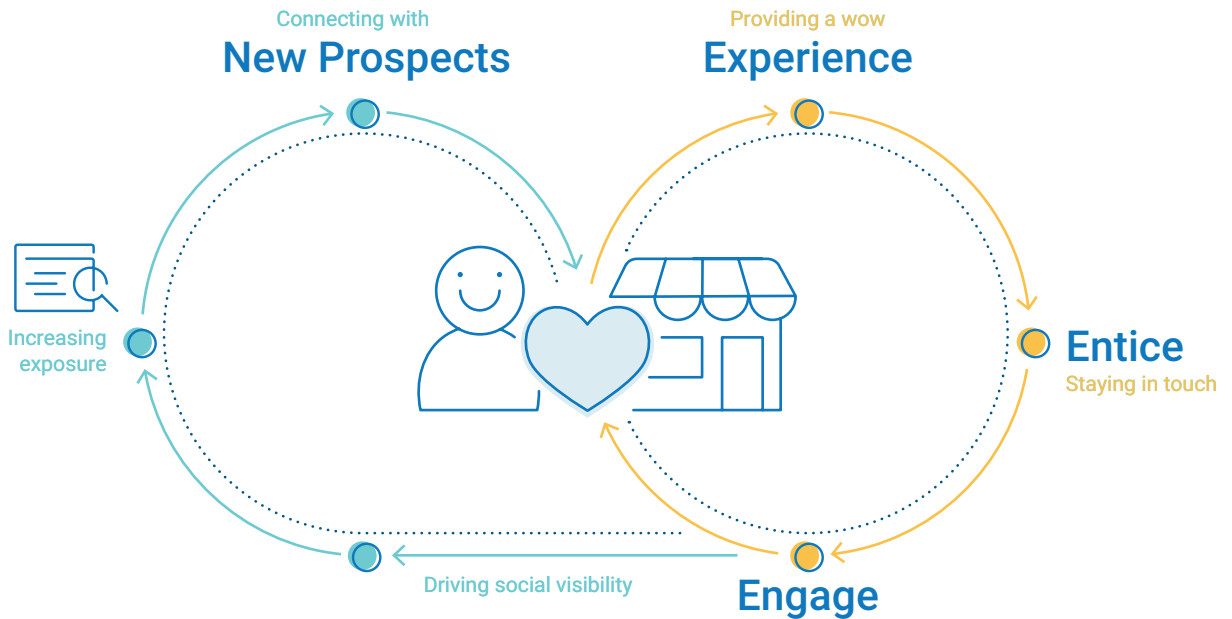 Connecting with
New Prospects
Providing a wow
Experience
Increasing
exposure
Entice
Staying in touch
Driving social visibility
Engage